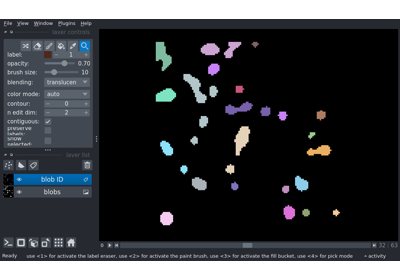 File View Window Plugins Help
layer controls
label: 1
opacity: 0.70
brush size: 10
blending: translucen
color mode: auto
contour: 0
n edit dim: 2
contiguous:
preserve labels:
show selected:
layer list
blob ID
blobs
32 63
Ready use <1> for activate the label eraser, use <2> for activate the paint brush, use <3> for activate the fill bucket, use <4> for pick mode activity